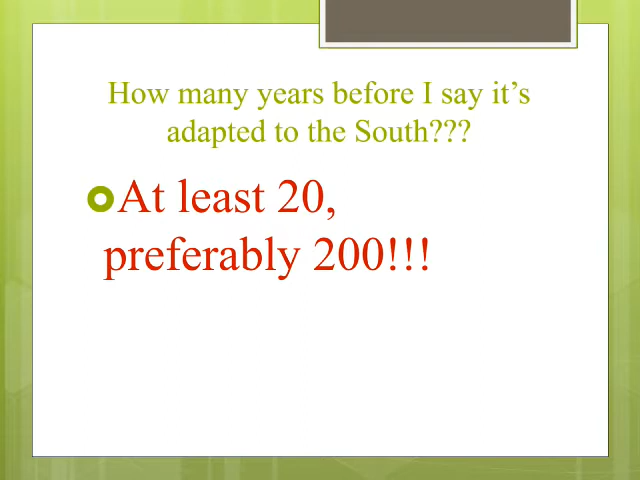 How many years before I say it’s
adapted to the South???
At least 20,
preferably 200!!!